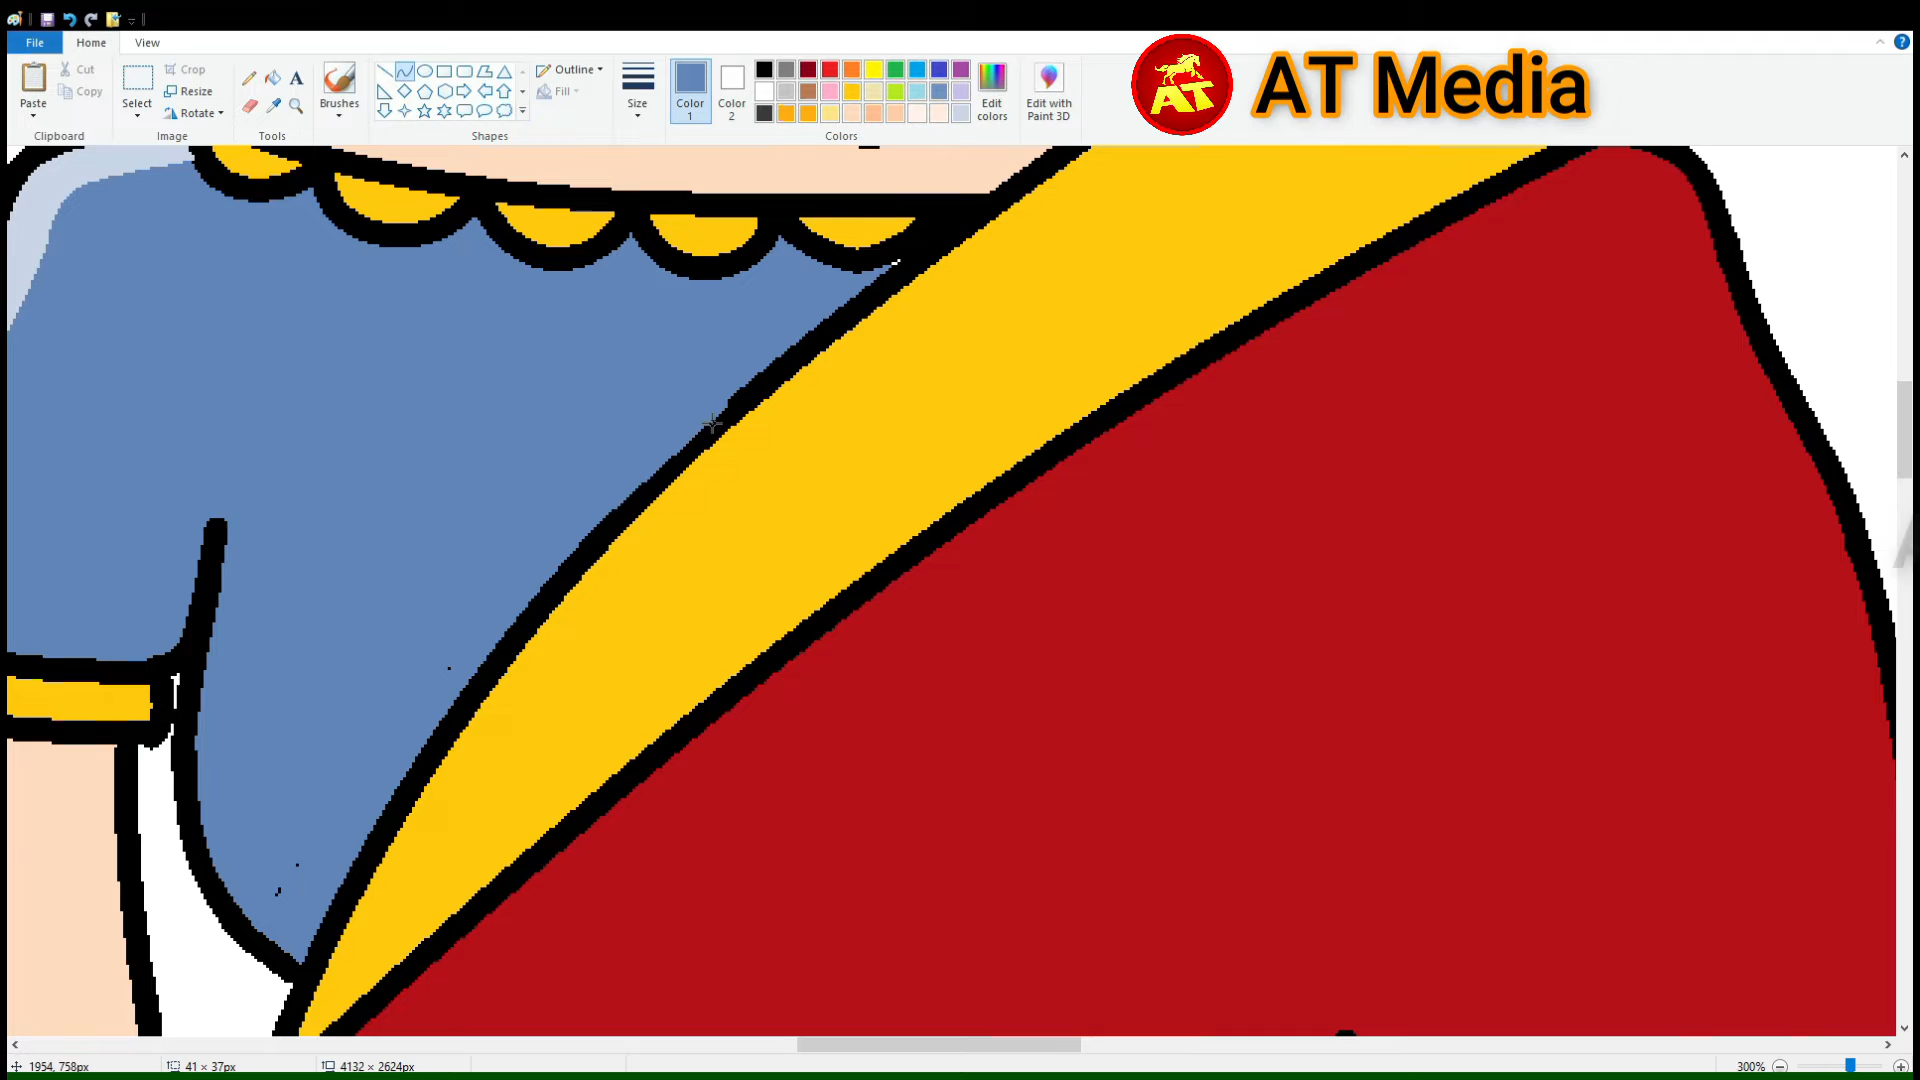 File Home View
Paste
Cut
Copy
Clipboard
Select
Crop
Resize
Rotate
Image
A
Tools
Brushes
Shapes
Outline
Fill
Size
Color 1
Color 2
Colors
Edit colors
Edit with Paint 3D
AT
AT Media
1954, 758px
41 × 37px
4132 × 2624px
300%